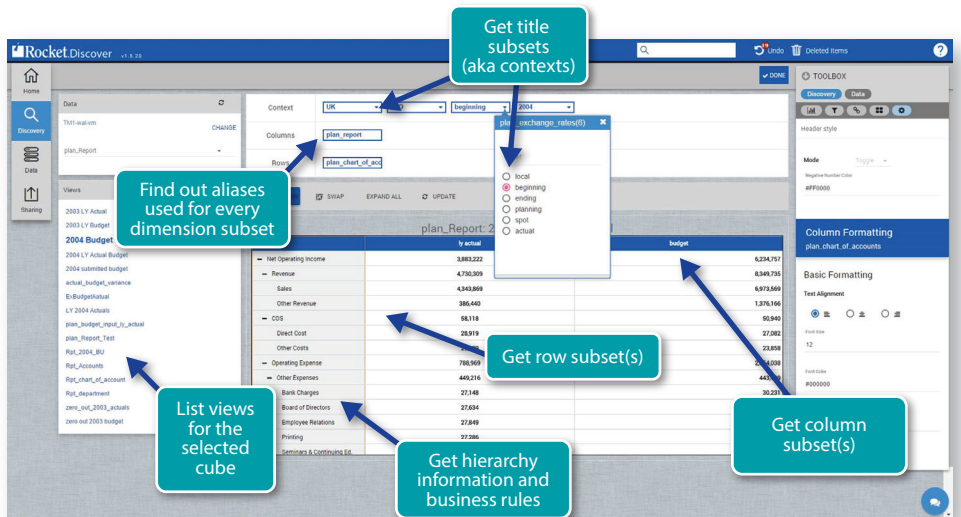 Get title
subsets
(aka contexts)
Rocket.Discover v1.5.20
19 Undo
Deleted Items
?
Home
Discovery
Data
Sharing
Data
TM1-wal-vm
CHANGE
plan_Report
DONE
Context
UK
beginning
2004
Columns
plan_report
Rows
plan_chart_of_acc
plan_exchange_rates(6)
local
beginning
ending
planning
spot
actual
TOOLBOX
Discovery
Data
Header style
Mode
Toggle
Negative Number Color
#FF0000
Find out aliases
used for every
dimension subset
SWAP
EXPAND ALL
UPDATE
Views
2003 LY Actual
2003 LY Budget
2004 Budget
2004 LY Actual Budget
2004 submitted budget
actual_budget_variance
ExBudgetAatual
LY 2004 Actuals
plan_budget_input_ly_actual
plan_Report_Test
Rpt_2004_BU
Rpt_Accounts
Rpt_chart_of_account
Rpt_department
zero_out_2003_actuals
zero out 2003 budget
plan_Report: 2
ly actual
budget
Net Operating Income 3,883,222 6,234,757
Revenue 4,730,309 8,349,735
Sales 4,343,869 6,973,569
Other Revenue 386,440 1,376,166
COS 58,118 50,940
Direct Cost 28,919 27,082
Other Costs 23,858
Operating Expense 788,969
Other Expenses 449,216
Bank Charges 27,148 30,231
Board of Directors 27,634
Employee Relations 27,849
Printing 27,286
Seminars & Continuing Ed.
Column Formatting
plan_chart_of_accounts
Basic Formatting
Text Alignment
Font Size
12
Font Color
#000000
Get row subset(s)
List views
for the
selected
cube
Get hierarchy
information and
business rules
Get column
subset(s)